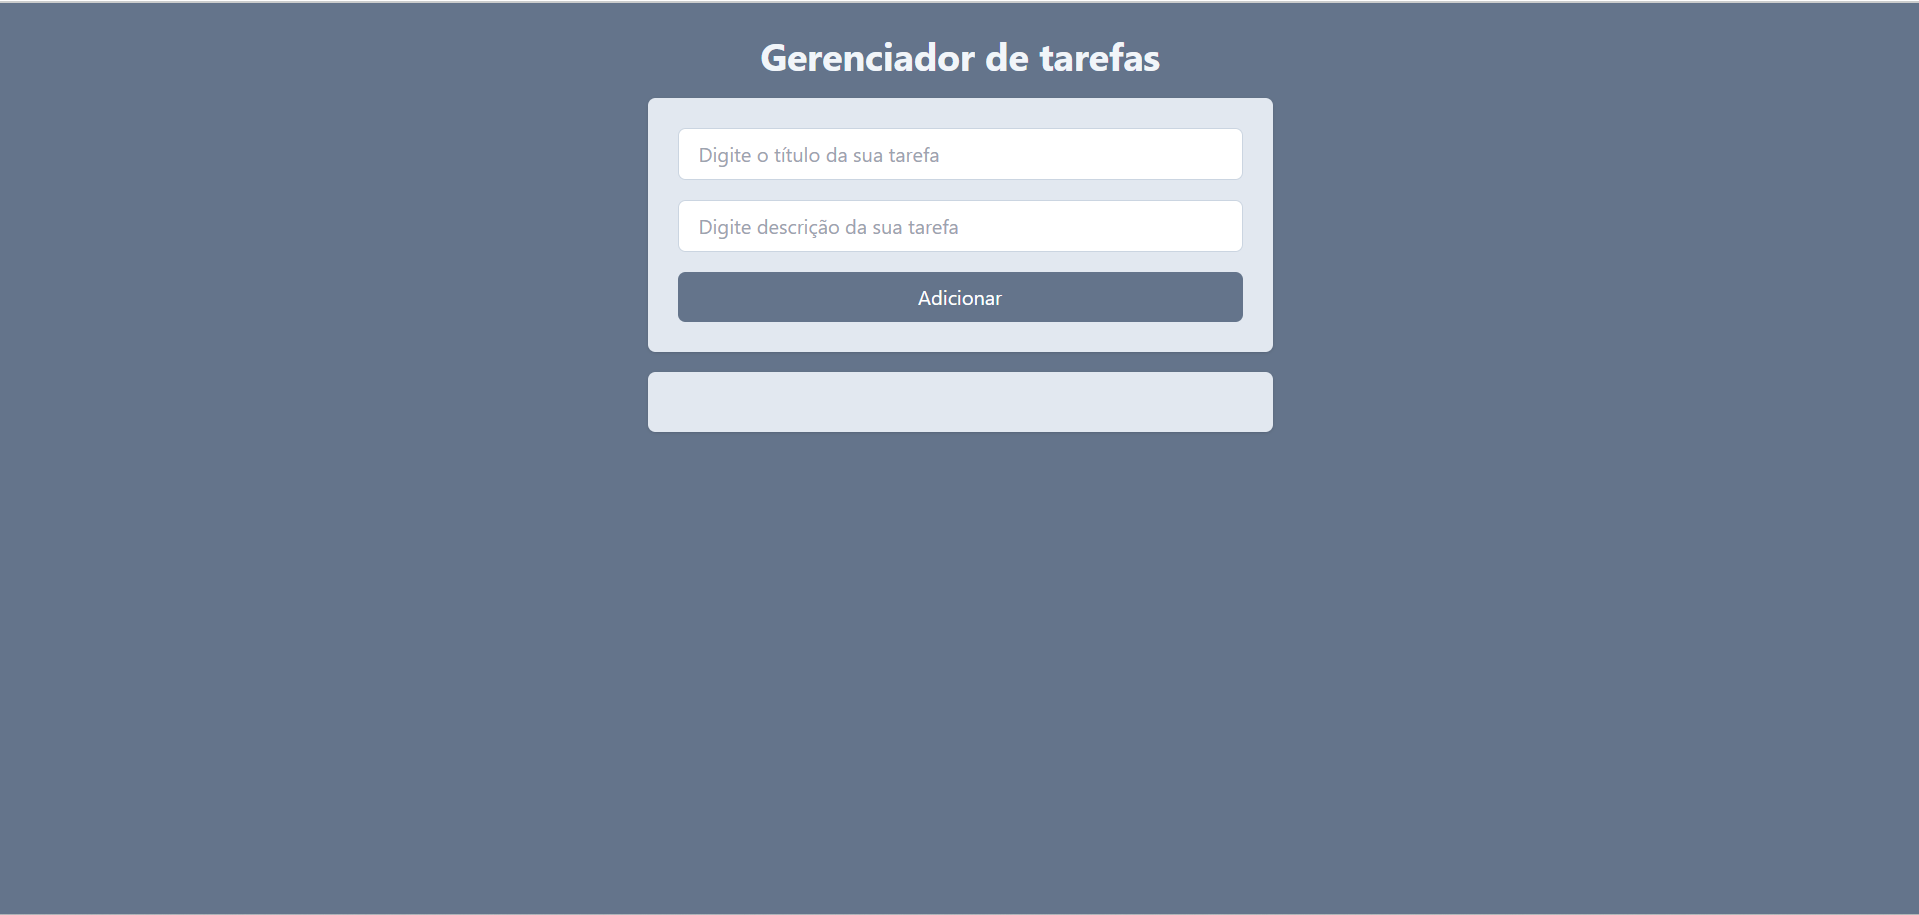 Gerenciador de tarefas
Digite o título da sua tarefa
Digite descrição da sua tarefa
Adicionar